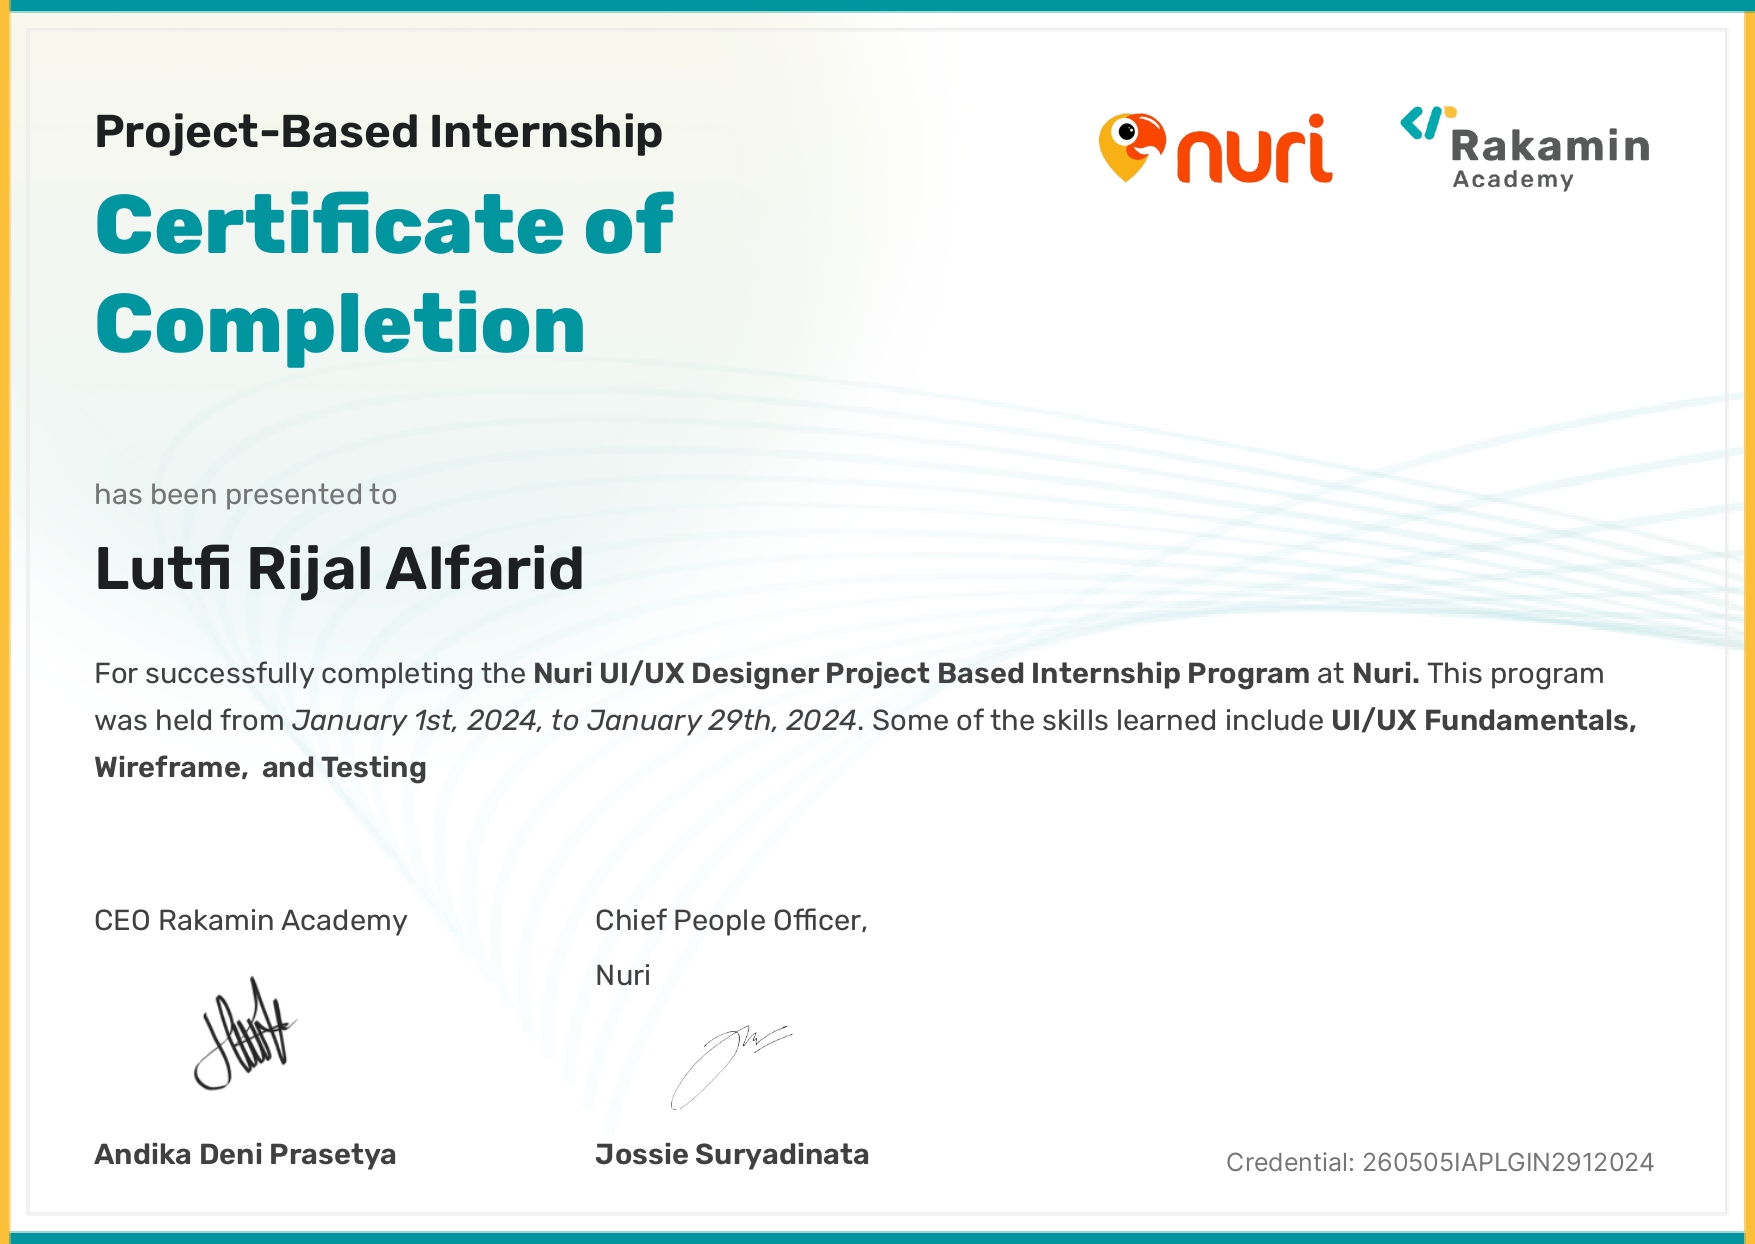 Project-Based Internship
nuri
Rakamin
Academy
Certificate of
Completion
has been presented to
Lutfi Rijal Alfarid
For successfully completing the Nuri UI/UX Designer Project Based Internship Program at Nuri. This program
was held from January 1st, 2024, to January 29th, 2024. Some of the skills learned include UI/UX Fundamentals,
Wireframe,  and Testing
CEO Rakamin Academy
Chief People Officer,
Nuri
Andika Deni Prasetya
Jossie Suryadinata
Credential: 260505IAPLGIN2912024